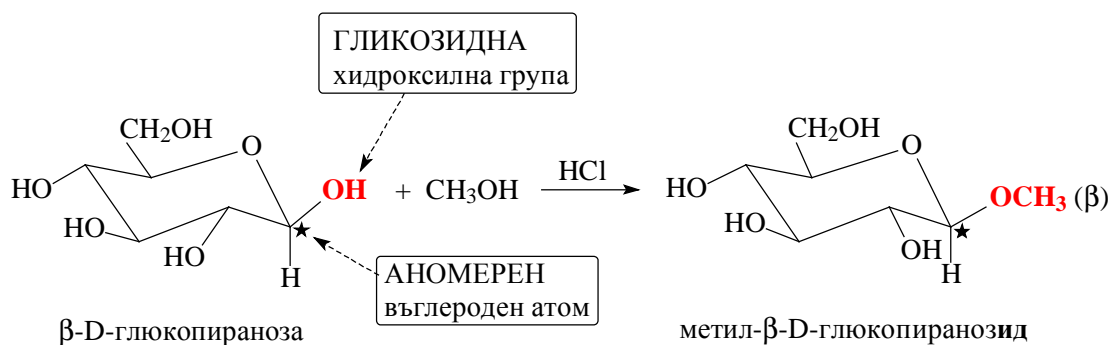 ГЛИКОЗИДНА
хидроксилна група
CH₂OH
O
HO
HO
HO
OH
H
+ CH₃OH
HCl
CH₂OH
O
HO
HO
OH
OCH₃ (β)
H
АНОМЕРЕН
въглероден атом
β-D-глюкопираноза
метил-β-D-глюкопиранозид